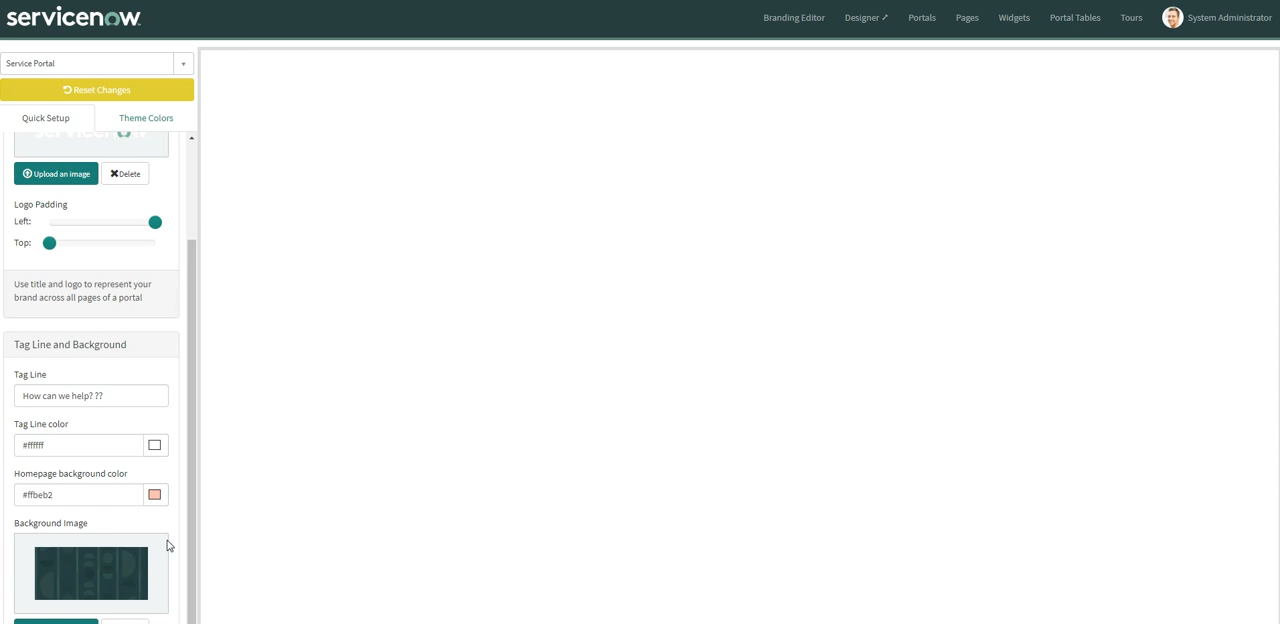 servicenow
Branding Editor Designer Portals Pages Widgets Portal Tables Tours System Administrator
Service Portal
Reset Changes
Quick Setup Theme Colors
servicenow
Upload an image Delete
Logo Padding
Left:
Top:
Use title and logo to represent your
brand across all pages of a portal
Tag Line and Background
Tag Line
How can we help? ??
Tag Line color
#ffffff
Homepage background color
#ffbeb2
Background Image